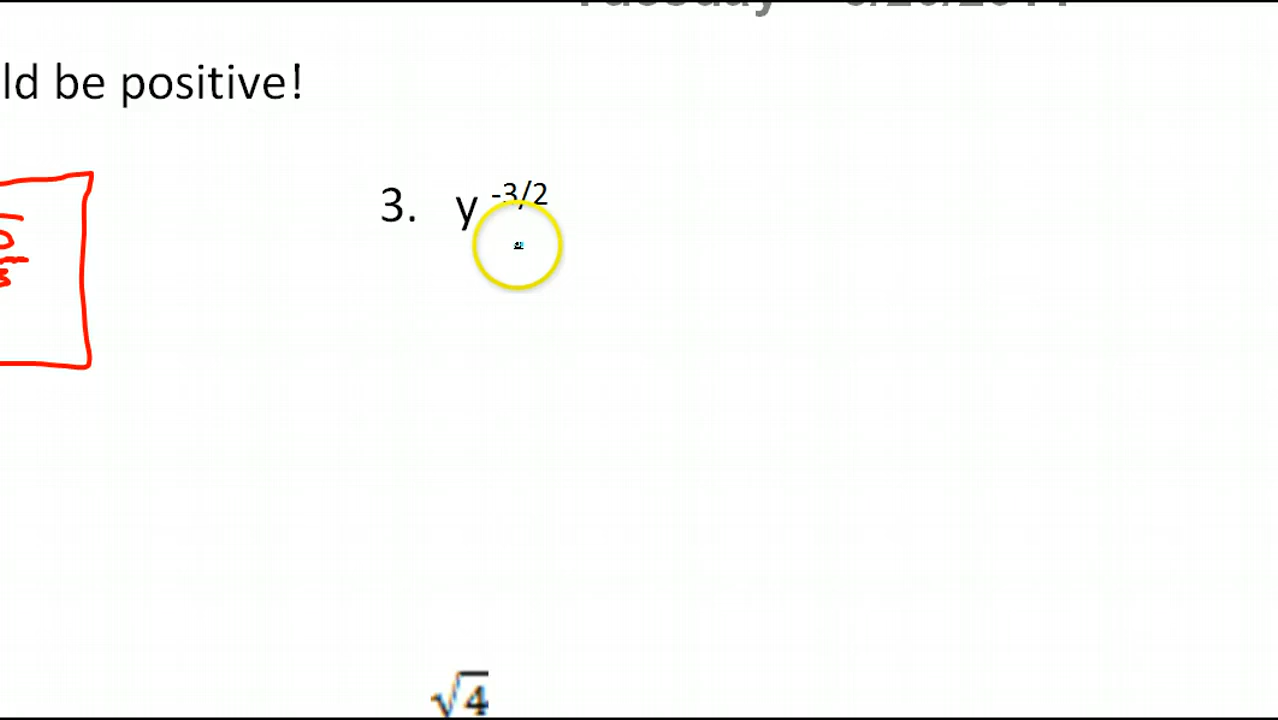 ld be positive!
3. y -3/2
√4